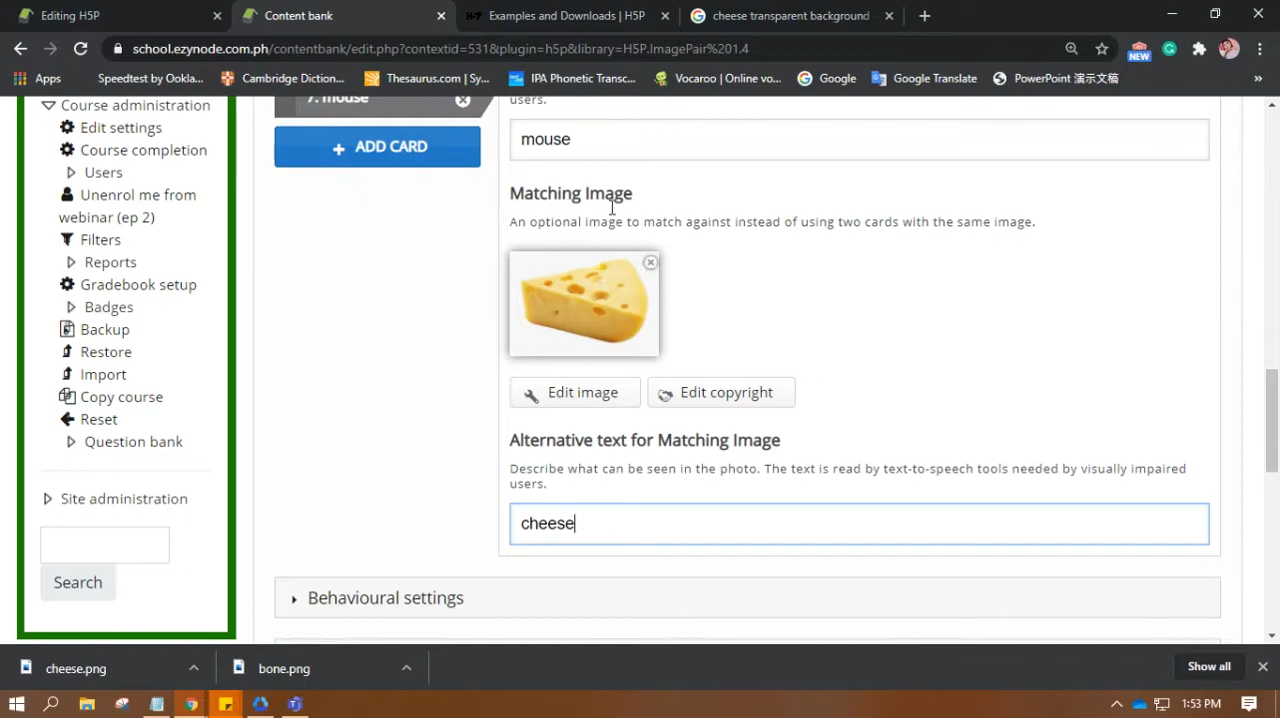 Editing H5P
Content bank
H-P Examples and Downloads | H5P
cheese transparent background -
school.ezynode.com.ph/contentbank/edit.php?contextid=531&plugin=h5p&library=H5P.ImagePair%201.4
NEW
Apps
Speedtest by Ookla...
Cambridge Diction...
Thesaurus.com | Sy...
IPA Phonetic Transc...
Vocaroo | Online vo...
Google
Google Translate
PowerPoint 演示文稿
Course administration
Edit settings
Course completion
Users
Unenrol me from
webinar (ep 2)
Filters
Reports
Gradebook setup
Badges
Backup
Restore
Import
Copy course
Reset
Question bank
Site administration
Search
7. mouse
+ ADD CARD
users.
mouse
Matching Image
An optional image to match against instead of using two cards with the same image.
Edit image
Edit copyright
Alternative text for Matching Image
Describe what can be seen in the photo. The text is read by text-to-speech tools needed by visually impaired
users.
cheese
Behavioural settings
cheese.png
bone.png
Show all
1:53 PM